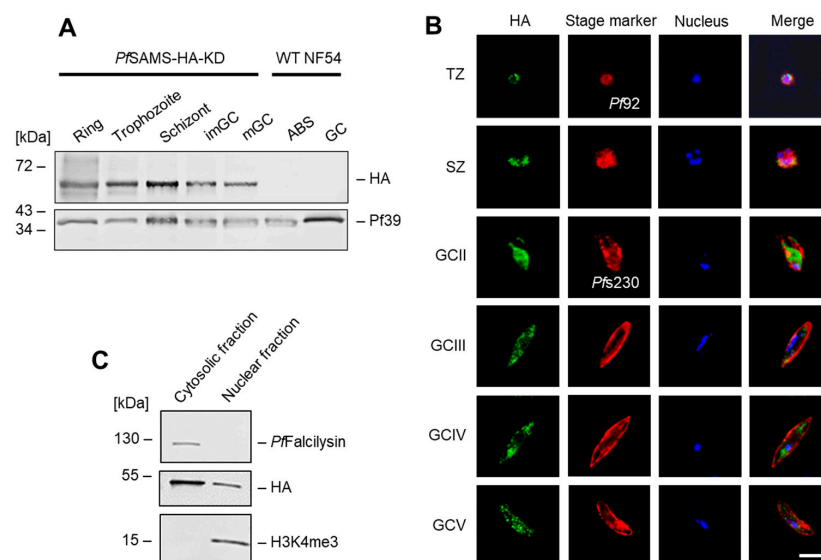 A
PfSAMS-HA-KD WT NF54
Ring Trophozoite Schizont imGC mGC ABS GC
[kDa]
72 –
– HA
43 –
34 –
– Pf39
B
HA Stage marker Nucleus Merge
TZ
Pf92
SZ
GCII
Pfs230
GCIII
GCIV
GCV
C
Cytosolic fraction Nuclear fraction
[kDa]
130 –
– PfFalcilysin
55 –
– HA
15 –
– H3K4me3